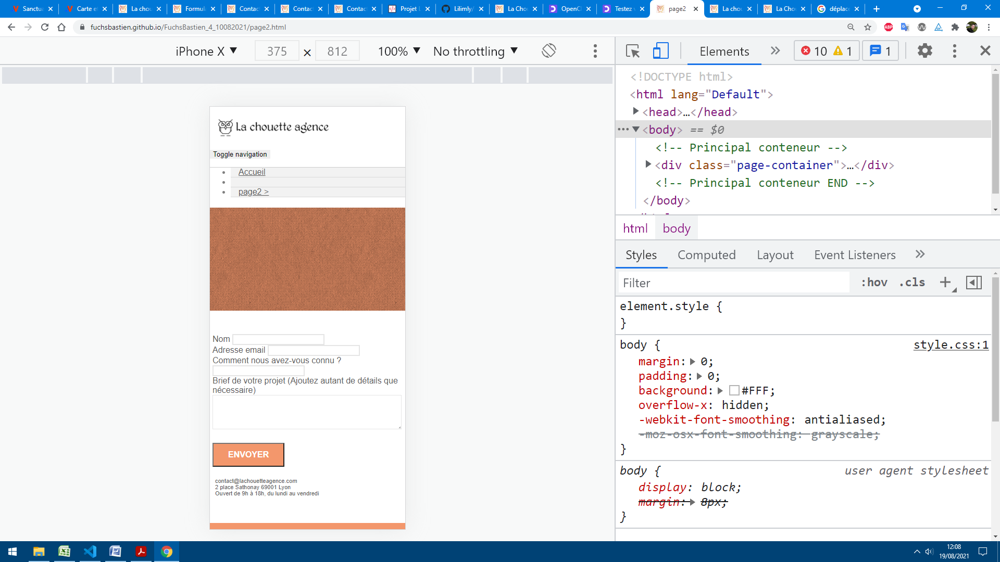 Sanctu
Carte e
La chou
Formul
Contac
Contac
Contac
Projet L
Lilimly/
La Cho
OpenCl
Testez v
page2
La chou
La Cho
déplace
fuchsbastien.github.io/FuchsBastien_4_10082021/page2.html
iPhone X
375
×
812
100%
No throttling
Elements
10
1
1
<!DOCTYPE html>
<html lang="Default">
<head>…</head>
<body> == $0
<!-- Principal conteneur -->
<div class="page-container">…</div>
<!-- Principal conteneur END -->
</body>
html
body
Styles
Computed
Layout
Event Listeners
Filter
:hov
.cls
element.style {
}
body {
style.css:1
margin: 0;
padding: 0;
background: #FFF;
overflow-x: hidden;
-webkit-font-smoothing: antialiased;
-moz-osx-font-smoothing: grayscale;
}
body {
user agent stylesheet
display: block;
margin: 8px;
}
La chouette agence
Toggle navigation
Accueil
page2 >
Nom
Adresse email
Comment nous avez-vous connu ?
Brief de votre projet (Ajoutez autant de détails que
nécessaire)
ENVOYER
contact@lachouetteagence.com
2 place Sathonay 69001 Lyon
Ouvert de 9h à 18h, du lundi au vendredi
12:08
19/08/2021